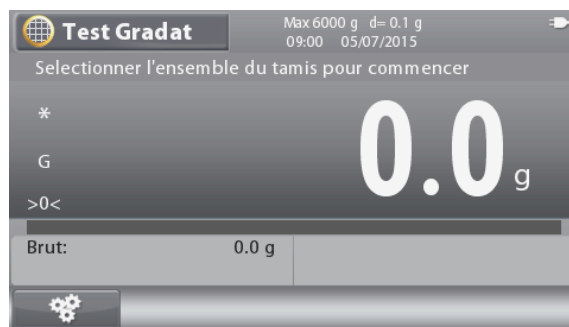 Test Gradat
Max 6000 g d= 0.1 g
09:00 05/07/2015
Selectionner l'ensemble du tamis pour commencer
*
0.0 g
G
>0<
Brut: 0.0 g